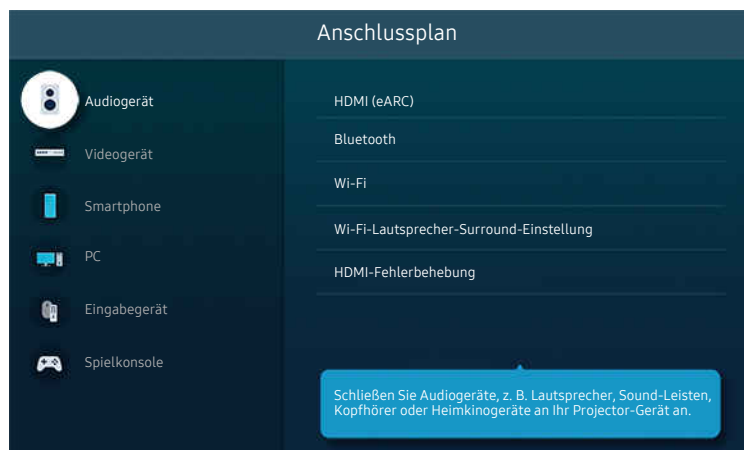 Anschlussplan
Audiogerät
Videogerät
Smartphone
PC
Eingabegerät
Spielkonsole
HDMI (eARC)
Bluetooth
Wi-Fi
Wi-Fi-Lautsprecher-Surround-Einstellung
HDMI-Fehlerbehebung
Schließen Sie Audiogeräte, z. B. Lautsprecher, Sound-Leisten,
Kopfhörer oder Heimkinogeräte an Ihr Projector-Gerät an.